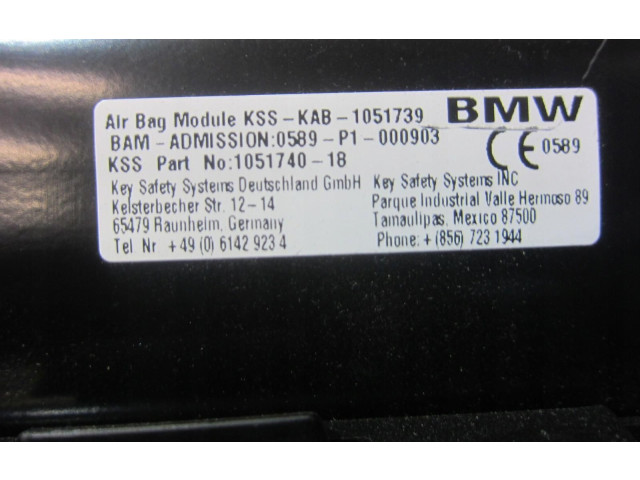 Air Bag Module KSS-KAB-1051739 BMW
BAM-ADMISSION:0589-P1-000903
KSS Part No:1051740-18 CE 0589
Key Safety Systems Deutschland GmbH
Kelsterbecher Str. 12-14
65479 Raunheim, Germany
Tel Nr +49 (0) 6142 923 4
Key Safety Systems INC
Parque Industrial Valle Hermoso 89
Tamaulipas, Mexico 87500
Phone: +(856) 723 1944